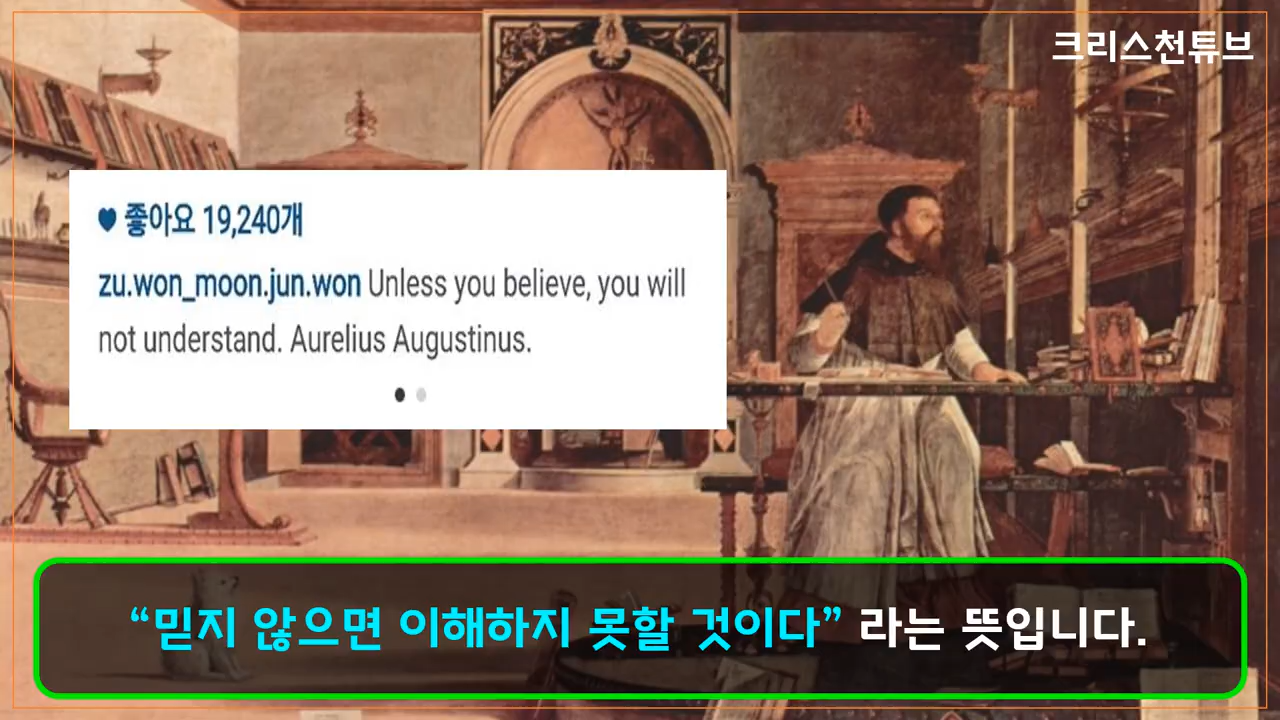 크리스천튜브
좋아요 19,240개
zu.won_moon.jun.won Unless you believe, you will
not understand. Aurelius Augustinus.
“믿지 않으면 이해하지 못할 것이다” 라는 뜻입니다.